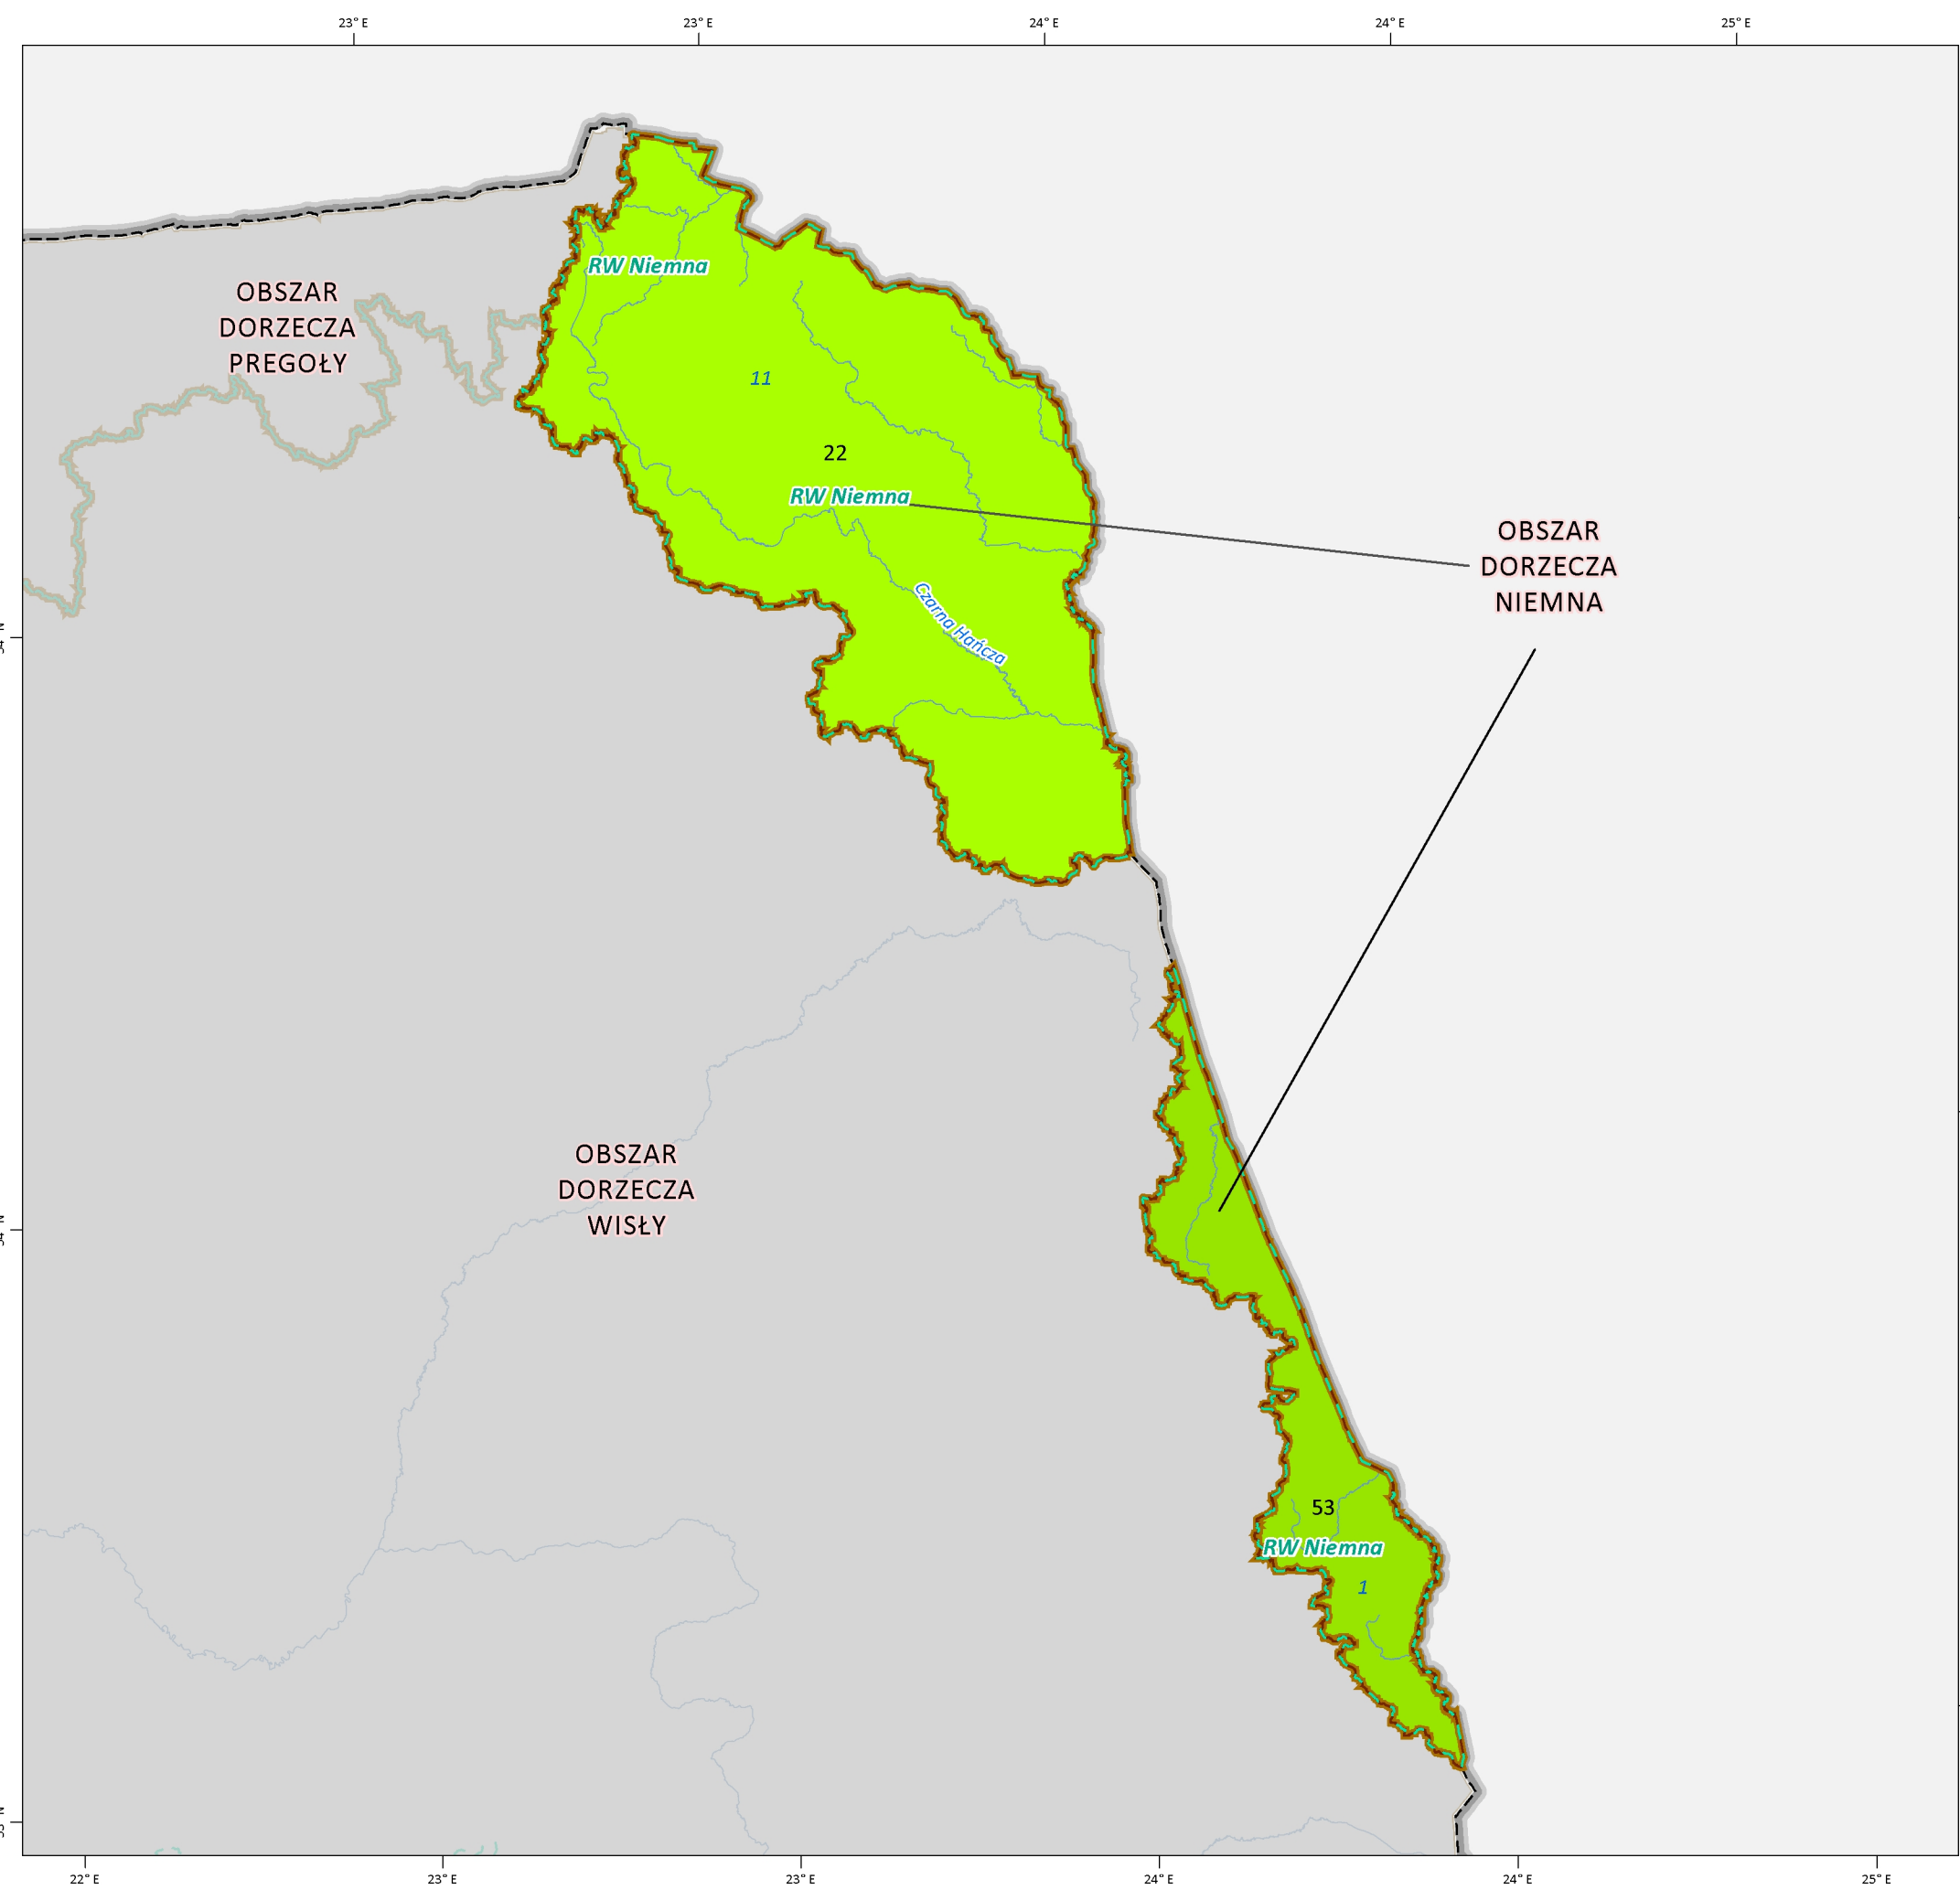 23° E
23° E
24° E
24° E
25° E
RW Niemna
OBSZAR
DORZECZA
PREGOŁY
11
22
RW Niemna
OBSZAR
DORZECZA
NIEMNA
Czarna Hańcza
OBSZAR
DORZECZA
WISŁY
53
RW Niemna
1
22° E
23° E
23° E
24° E
24° E
25° E